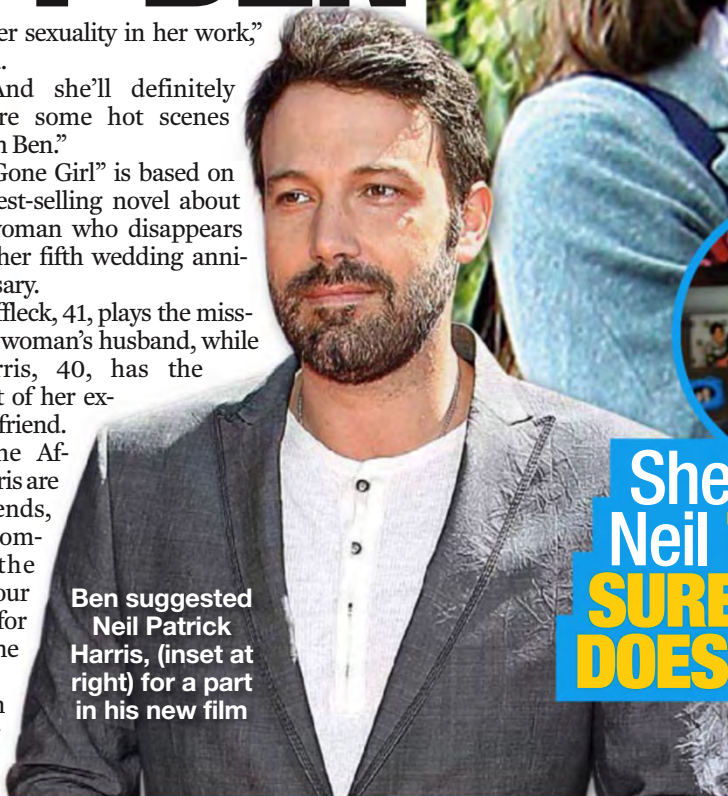 BEN
er sexuality in her work,”
And she’ll definitely
re some hot scenes
h Ben.”
Gone Girl” is based on
est-selling novel about
woman who disappears
her fifth wedding anni-
sary.
ffleck, 41, plays the miss-
woman’s husband, while
rris, 40, has the
t of her ex-
friend.
he Af-
ris are
ends,
om-
the
our
for
he
n
Ben suggested
Neil Patrick
Harris, (inset at
right) for a part
in his new film
She
Neil
SURE
DOES